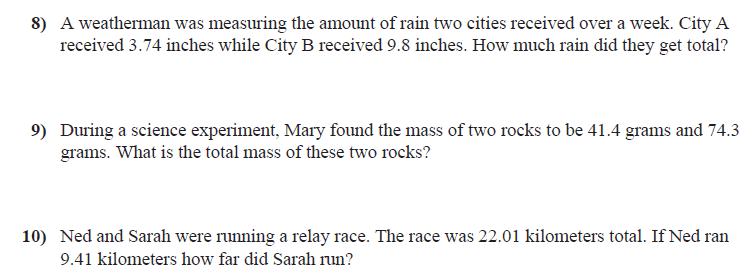 8) A weatherman was measuring the amount of rain two cities received over a week. City A
received 3.74 inches while City B received 9.8 inches. How much rain did they get total?
9) During a science experiment, Mary found the mass of two rocks to be 41.4 grams and 74.3
grams. What is the total mass of these two rocks?
10) Ned and Sarah were running a relay race. The race was 22.01 kilometers total. If Ned ran
9.41 kilometers how far did Sarah run?